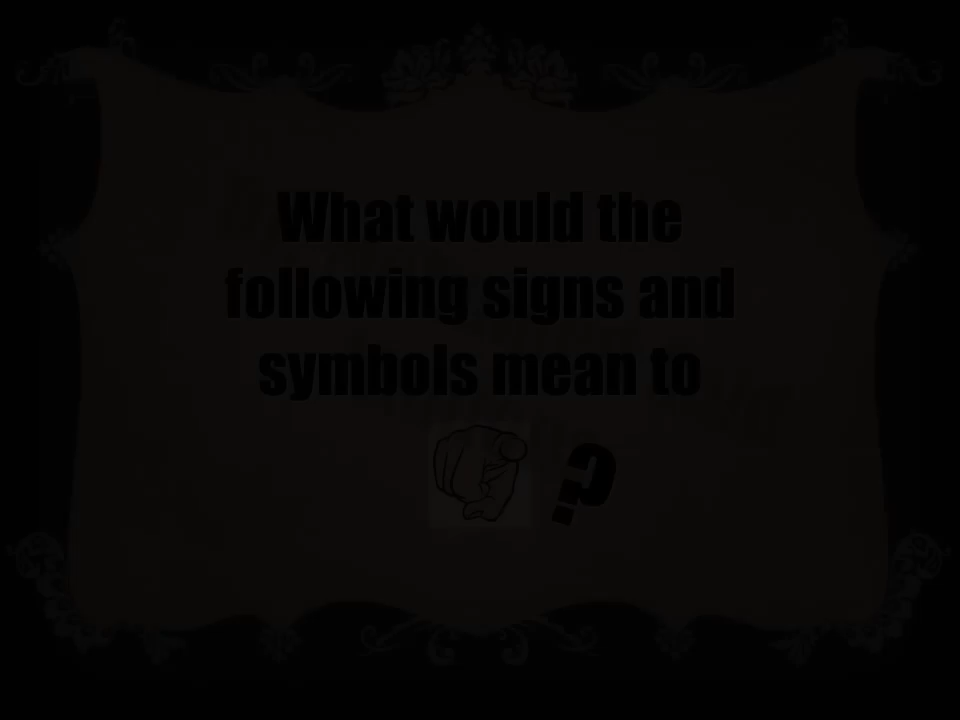 What would the
following signs and
symbols mean to
?